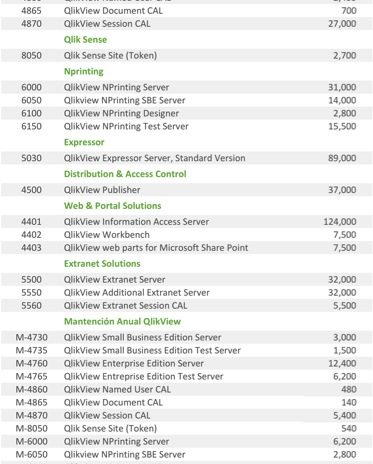 4865 QlikView Document CAL 700
4870 QlikView Session CAL 27,000
Qlik Sense
8050 Qlik Sense Site (Token) 2,700
Nprinting
6000 QlikView NPrinting Server 31,000
6050 Qlikview NPrinting SBE Server 14,000
6100 QlikView NPrinting Designer 2,800
6150 QlikView NPrinting Test Server 15,500
Expressor
5030 QlikView Expressor Server, Standard Version 89,000
Distribution & Access Control
4500 QlikView Publisher 37,000
Web & Portal Solutions
4401 QlikView Information Access Server 124,000
4402 QlikView Workbench 7,500
4403 QlikView web parts for Microsoft Share Point 7,500
Extranet Solutions
5500 QlikView Extranet Server 32,000
5550 QlikView Additional Extranet Server 32,000
5560 QlikView Extranet Session CAL 5,500
Mantención Anual QlikView
M-4730 QlikView Small Business Edition Server 3,000
M-4735 QlikView Small Business Edition Test Server 1,500
M-4760 QlikView Enterprise Edition Server 12,400
M-4765 QlikView Entreprise Edition Test Server 6,200
M-4860 QlikView Named User CAL 480
M-4865 QlikView Document CAL 140
M-4870 QlikView Session CAL 5,400
M-8050 Qlik Sense Site (Token) 540
M-6000 QlikView NPrinting Server 6,200
M-6050 Qlikview NPrinting SBE Server 2,800